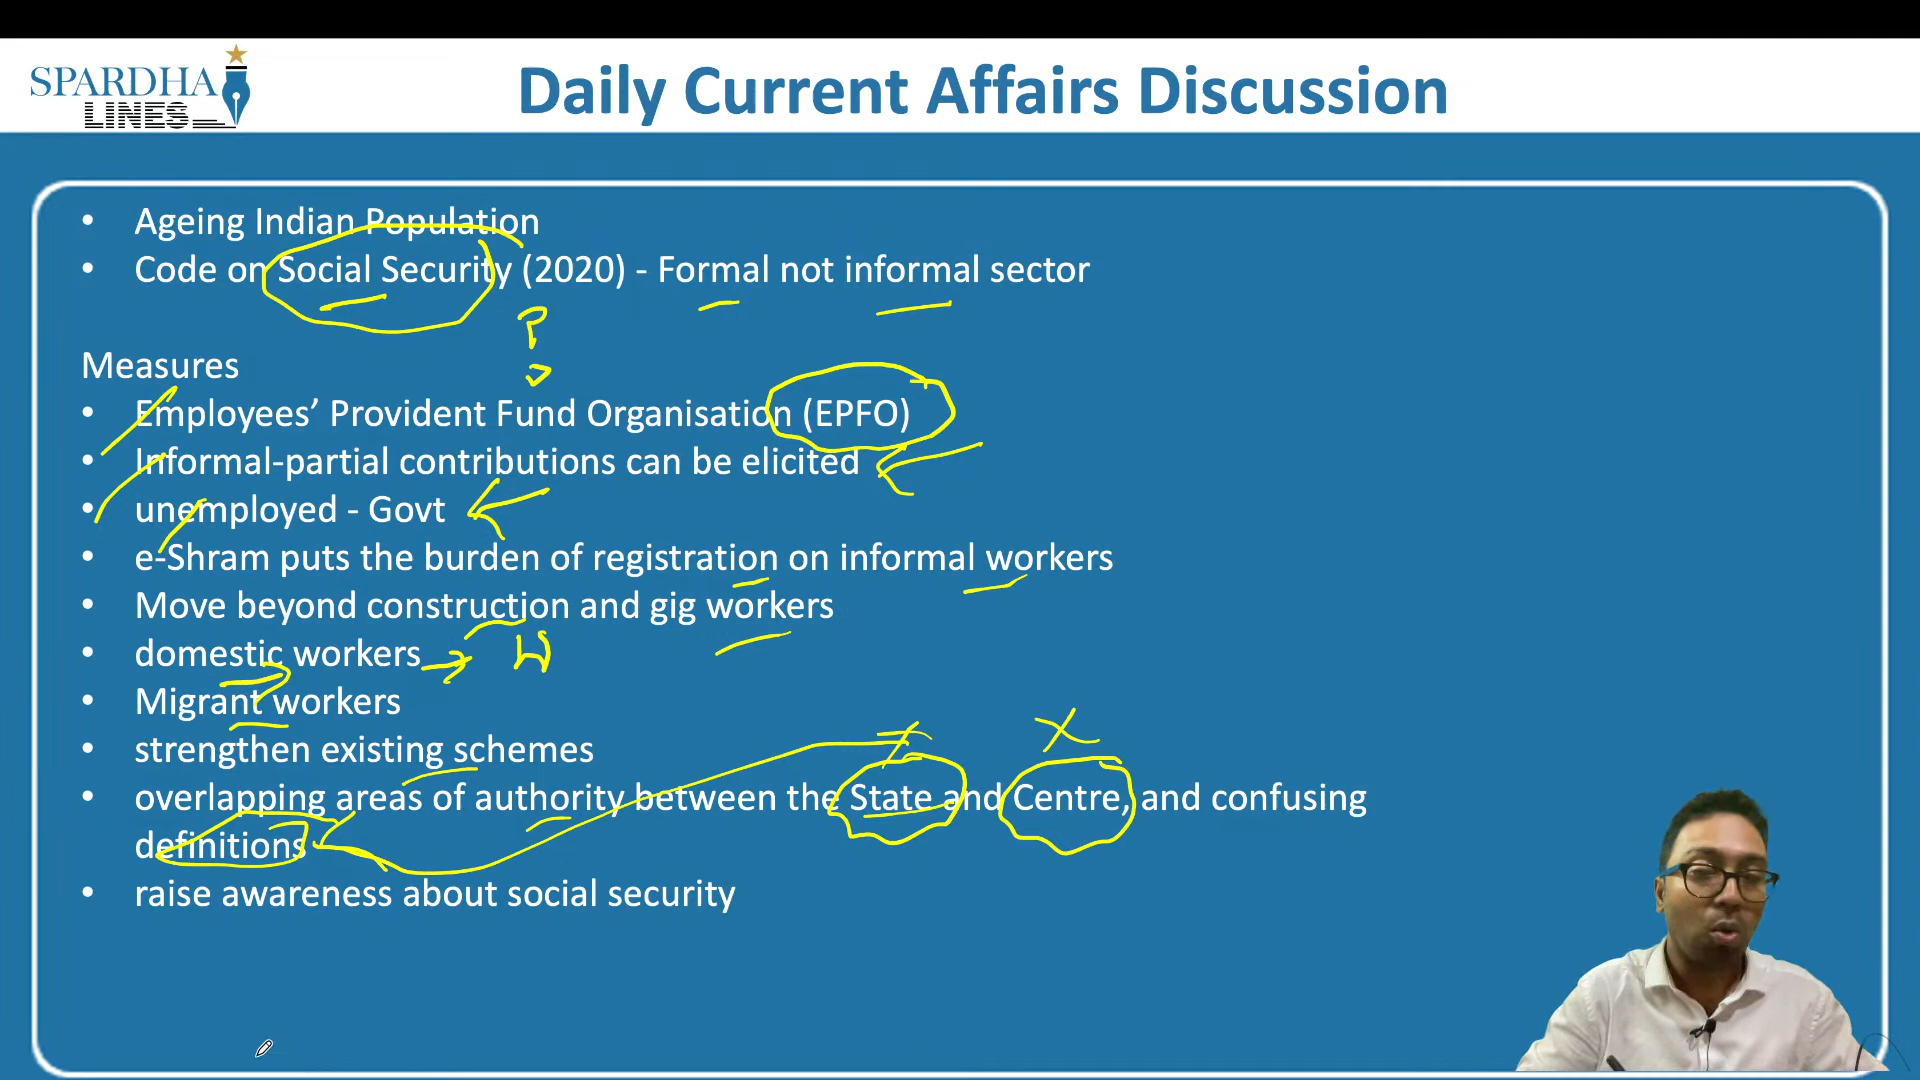 SPARDHA
LINES
Daily Current Affairs Discussion
• Ageing Indian Population
• Code on Social Security (2020) - Formal not informal sector
Measures
• Employees’ Provident Fund Organisation (EPFO)
• Informal-partial contributions can be elicited
• unemployed - Govt
• e-Shram puts the burden of registration on informal workers
• Move beyond construction and gig workers
• domestic workers
• Migrant workers
• strengthen existing schemes
• overlapping areas of authority between the State and Centre, and confusing
definitions
• raise awareness about social security